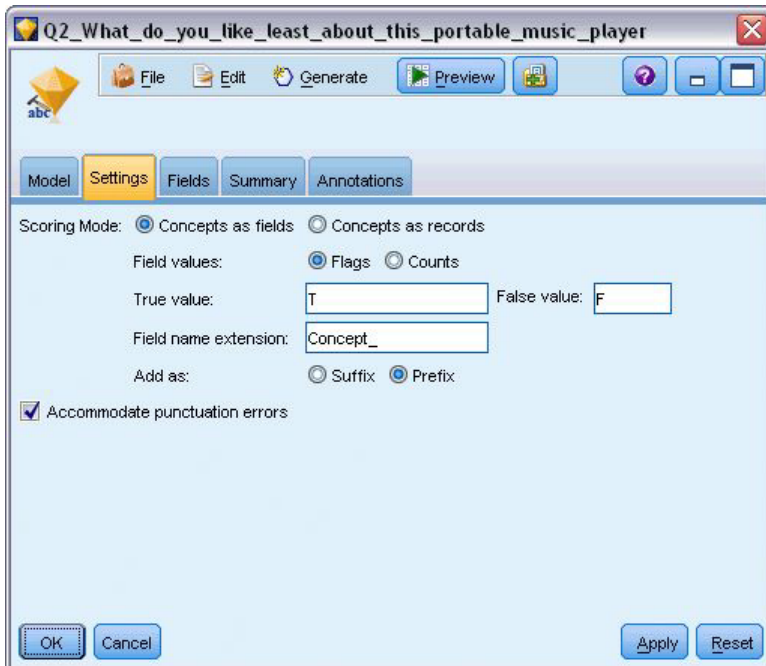 Q2_What_do_you_like_least_about_this_portable_music_player
File Edit Generate Preview
abc
Model Settings Fields Summary Annotations
Scoring Mode: Concepts as fields Concepts as records
Field values: Flags Counts
True value: T False value: F
Field name extension: Concept_
Add as: Suffix Prefix
Accommodate punctuation errors
OK Cancel Apply Reset